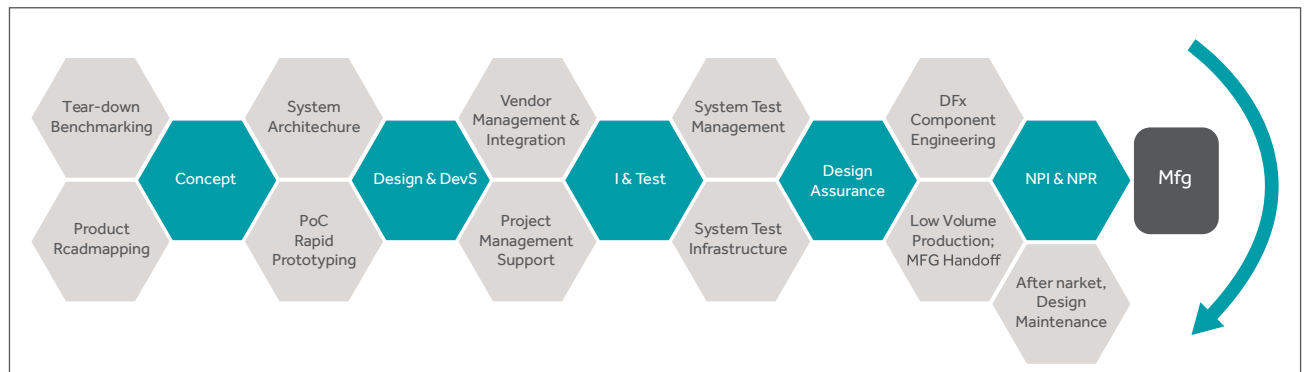 Tear-down
Benchmarking
Product
Rcadmapping
Concept
System
Architechure
PoC
Rapid
Prototyping
Design & DevS
Vendor
Management &
Integration
Project
Management
Support
I & Test
System Test
Management
System Test
Infrastructure
Design
Assurance
DFx
Component
Engineering
Low Volume
Production;
MFG Handoff
NPI & NPR
After narket,
Design
Maintenance
Mfg